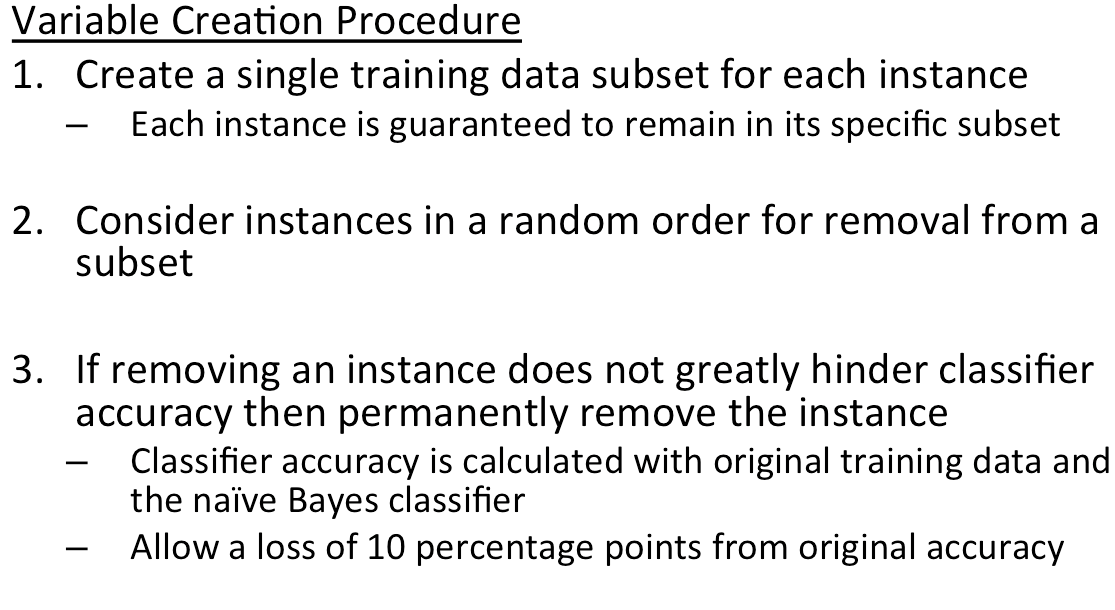 Variable Creation Procedure
1. Create a single training data subset for each instance
– Each instance is guaranteed to remain in its specific subset
2. Consider instances in a random order for removal from a
subset
3. If removing an instance does not greatly hinder classifier
accuracy then permanently remove the instance
– Classifier accuracy is calculated with original training data and
the naïve Bayes classifier
– Allow a loss of 10 percentage points from original accuracy